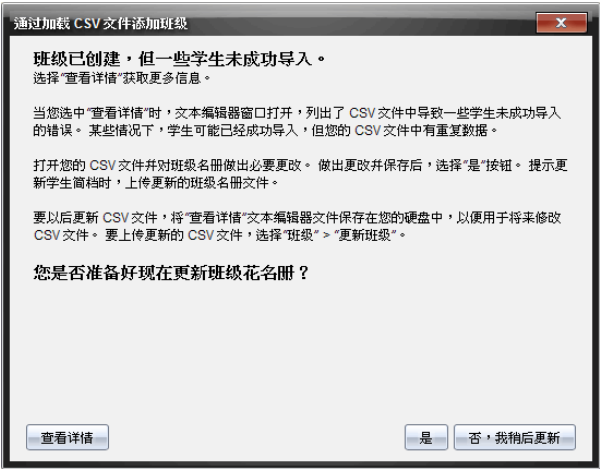 通过加载 CSV 文件添加班级
班级已创建，但一些学生未成功导入。
选择"查看详情"获取更多信息。
当您选中"查看详情"时，文本编辑器窗口打开，列出了 CSV 文件中导致一些学生未成功导入
的错误。 某些情况下，学生可能已经成功导入，但您的 CSV 文件中有重复数据。
打开您的 CSV 文件并对班级名册做出必要更改。 做出更改并保存后，选择"是"按钮。 提示更
新学生简档时，上传更新的班级名册文件。
要以后更新 CSV 文件，将"查看详情"文本编辑器文件保存在您的硬盘中，以便用于将来修改
CSV 文件。 要上传更新的 CSV 文件，选择"班级" > "更新班级"。
您是否准备好现在更新班级花名册？
查看详情
是
否，我稍后更新